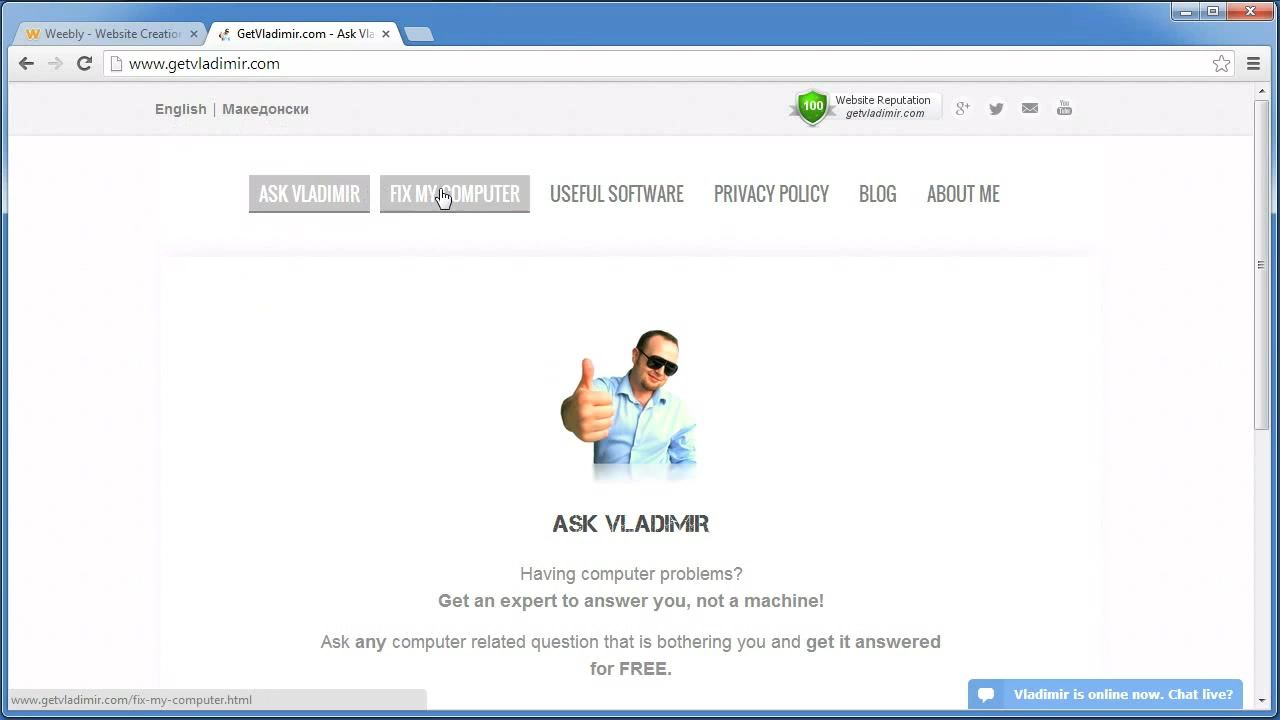 Weebly - Website Creation
GetVladimir.com - Ask Vla
www.getvladimir.com
English | Македонски
100
Website Reputation
getvladimir.com
g+
You
Tube
ASK VLADIMIR
FIX MY COMPUTER
USEFUL SOFTWARE
PRIVACY POLICY
BLOG
ABOUT ME
ASK VLADIMIR
Having computer problems?
Get an expert to answer you, not a machine!
Ask any computer related question that is bothering you and get it answered
for FREE.
www.getvladimir.com/fix-my-computer.html
Vladimir is online now. Chat live?